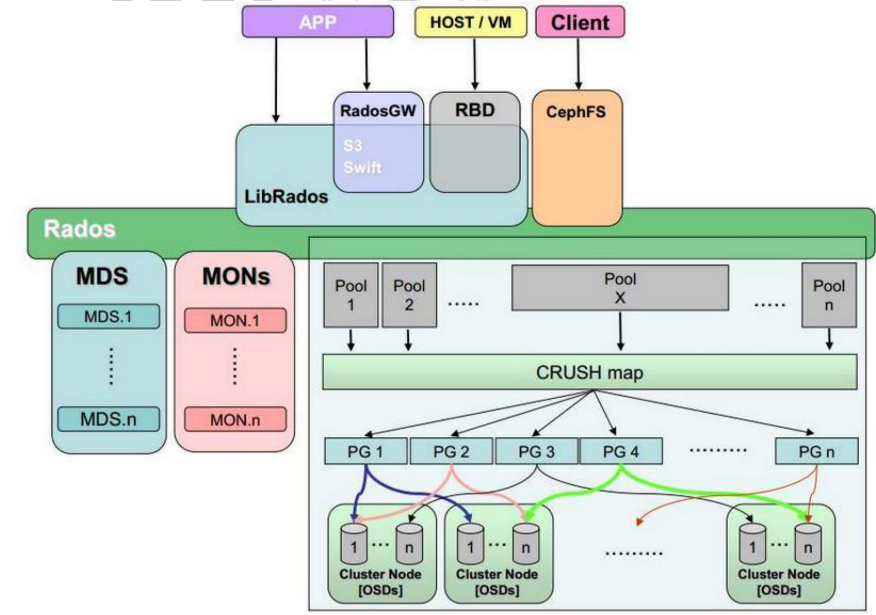 APP
HOST / VM
Client
RadosGW
S3
Swift
RBD
CephFS
LibRados
Rados
MDS
MDS.1
MDS.n
MONs
MON.1
MON.n
Pool
1
Pool
2
.....
Pool
X
.....
Pool
n
CRUSH map
PG 1
PG 2
PG 3
PG 4
.........
PG n
1 ... n
Cluster Node
[OSDs]
1 ... n
Cluster Node
[OSDs]
.........
1 ... n
Cluster Node
[OSDs]